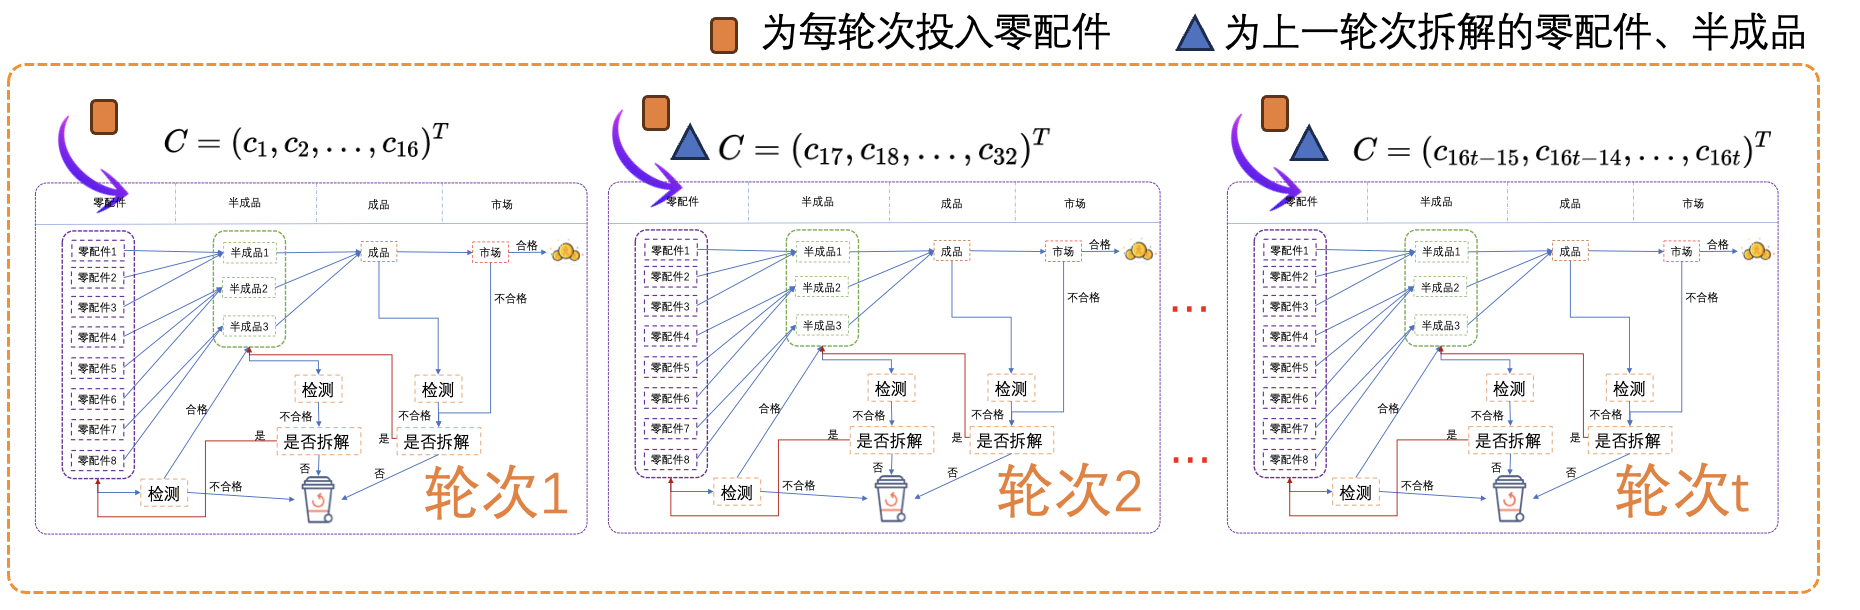 为每轮次投入零配件 为上一轮次拆解的零配件、半成品
C = (c₁, c₂, . . . , c₁₆)ᵀ
零配件 半成品 成品 市场
零配件1 半成品1 成品 市场 合格
零配件2
零配件3 半成品2 不合格
零配件4 半成品3
零配件5
零配件6 检测 检测
合格 不合格 不合格
零配件7 是 是否拆解 是 是否拆解
零配件8 否 否
检测 不合格
轮次1
C = (c₁₇, c₁₈, . . . , c₃₂)ᵀ
零配件 半成品 成品 市场
零配件1 半成品1 成品 市场 合格
零配件2
零配件3 半成品2 不合格
零配件4 半成品3
零配件5
零配件6 检测 检测
合格 不合格 不合格
零配件7 是 是否拆解 是 是否拆解
零配件8 否 否
检测 不合格
轮次2
...
...
C = (c₁₆ₜ₋₁₅, c₁₆ₜ₋₁₄, . . . , c₁₆ₜ)ᵀ
零配件 半成品 成品 市场
零配件1 半成品1 成品 市场 合格
零配件2
零配件3 半成品2 不合格
零配件4 半成品3
零配件5
零配件6 检测 检测
合格 不合格 不合格
零配件7 是 是否拆解 是 是否拆解
零配件8 否 否
检测 不合格
轮次t